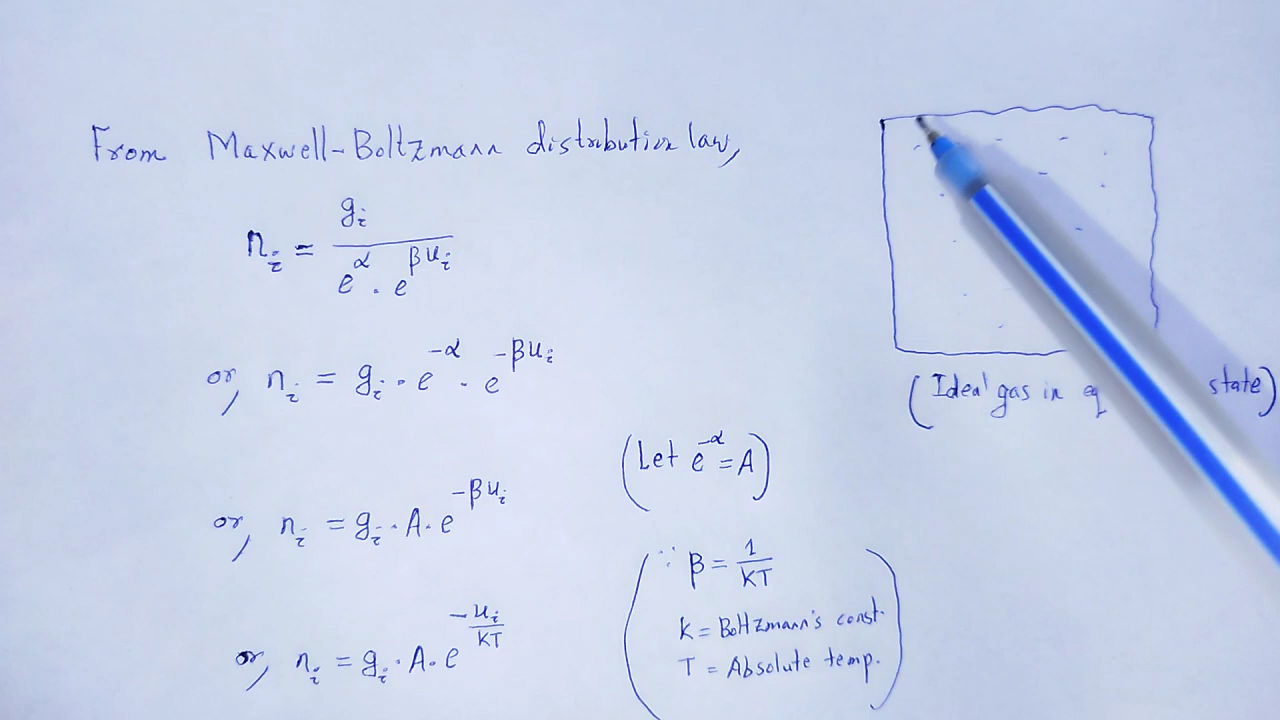 From Maxwell-Boltzmann distribution law,
nᵢ = gᵢ / (e^α . e^βuᵢ)
or, nᵢ = gᵢ . e^-α . e^-βuᵢ
(Ideal gas in eq state)
(Let e^-α = A)
or, nᵢ = gᵢ . A . e^-βuᵢ
(∵ β = 1/KT
K = Boltzmann's const.
T = Absolute temp.
or, nᵢ = gᵢ . A . e^-uᵢ/KT